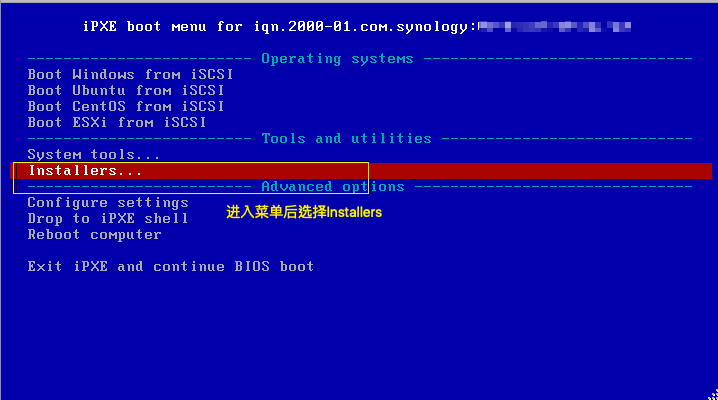 iPXE boot menu for iqn.2000-01.com.synology:
------------------------- Operating systems ------------------------------
Boot Windows from iSCSI
Boot Ubuntu from iSCSI
Boot CentOS from iSCSI
Boot ESXi from iSCSI
------------------------- Tools and utilities ----------------------------
System tools...
Installers...
------------------------- Advanced options -------------------------------
Configure settings
进入菜单后选择Installers
Drop to iPXE shell
Reboot computer
Exit iPXE and continue BIOS boot